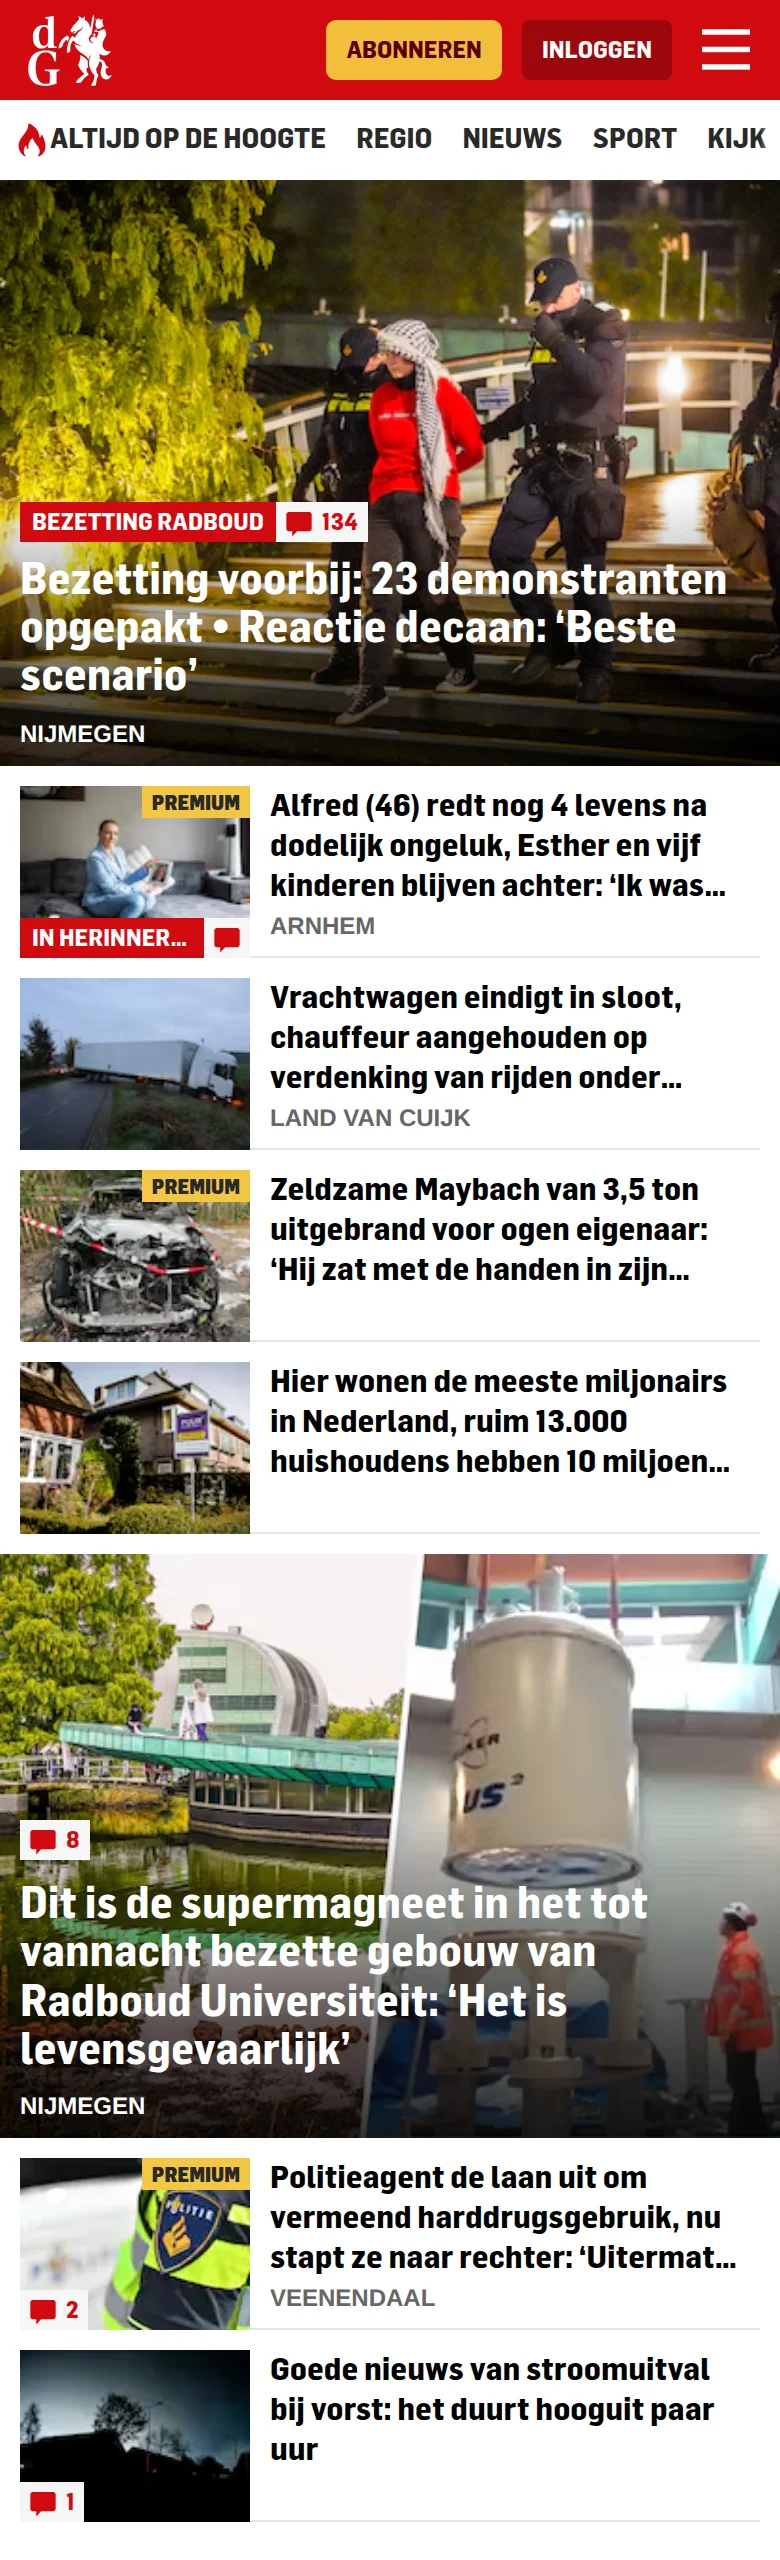 dG
ABONNEREN
INLOGGEN
ALTIJD OP DE HOOGTE
REGIO
NIEUWS
SPORT
KIJK
BEZETTING RADBOUD
134
Bezetting voorbij: 23 demonstranten
opgepakt • Reactie decaan: ‘Beste
scenario’
NIJMEGEN
PREMIUM
IN HERINNER...
Alfred (46) redt nog 4 levens na
dodelijk ongeluk, Esther en vijf
kinderen blijven achter: ‘Ik was...
ARNHEM
Vrachtwagen eindigt in sloot,
chauffeur aangehouden op
verdenking van rijden onder...
LAND VAN CUIJK
PREMIUM
Zeldzame Maybach van 3,5 ton
uitgebrand voor ogen eigenaar:
‘Hij zat met de handen in zijn...
Hier wonen de meeste miljonairs
in Nederland, ruim 13.000
huishoudens hebben 10 miljoen...
8
Dit is de supermagneet in het tot
vannacht bezette gebouw van
Radboud Universiteit: ‘Het is
levensgevaarlijk’
NIJMEGEN
PREMIUM
POLITIE
2
Politieagent de laan uit om
vermeend harddrugsgebruik, nu
stapt ze naar rechter: ‘Uitermat...
VEENENDAAL
1
Goede nieuws van stroomuitval
bij vorst: het duurt hooguit paar
uur